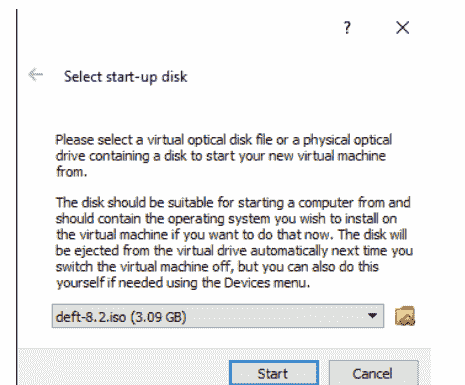 ?
Select start-up disk
Please select a virtual optical disk file or a physical optical
drive containing a disk to start your new virtual machine
from.
The disk should be suitable for starting a computer from and
should contain the operating system you wish to install on
the virtual machine if you want to do that now. The disk will
be ejected from the virtual drive automatically next time you
switch the virtual machine off, but you can also do this
yourself if needed using the Devices menu.
deft-8.2.iso (3.09 GB)
Start Cancel